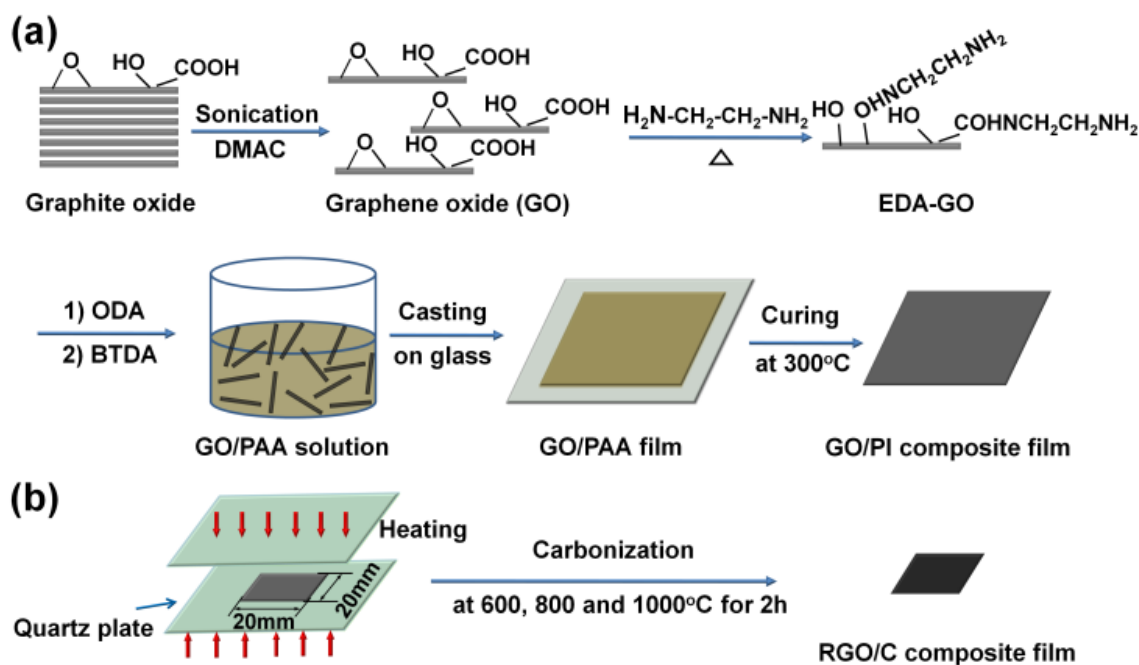 (a)
O
HO
COOH
Sonication
DMAC
Graphite oxide
O
HO
COOH
O
HO
COOH
O
HO
COOH
Graphene oxide (GO)
H₂N-CH₂-CH₂-NH₂
△
HO
OHNCH₂CH₂NH₂
HO
COHNCH₂CH₂NH₂
EDA-GO
1) ODA
2) BTDA
GO/PAA solution
Casting
on glass
GO/PAA film
Curing
at 300°C
GO/PI composite film
(b)
Heating
20mm
20mm
Quartz plate
Carbonization
at 600, 800 and 1000°C for 2h
RGO/C composite film